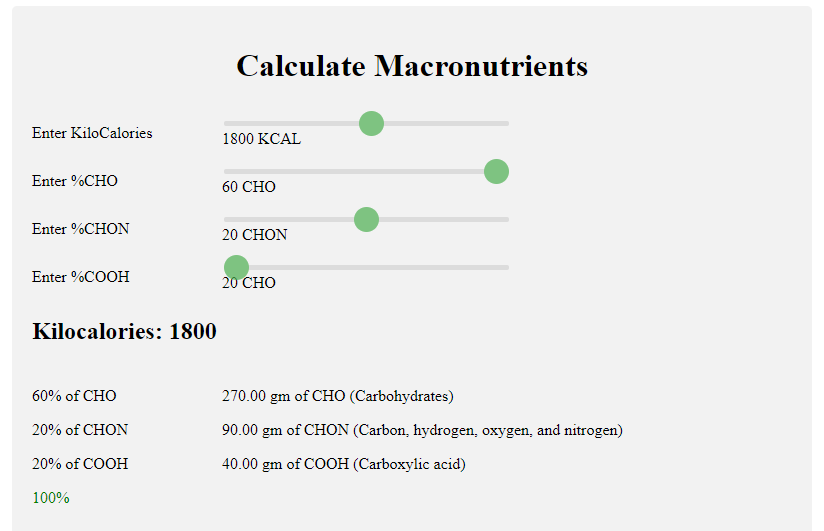 Calculate Macronutrients
Enter KiloCalories
1800 KCAL
Enter %CHO
60 CHO
Enter %CHON
20 CHON
Enter %COOH
20 CHO
Kilocalories: 1800
60% of CHO 270.00 gm of CHO (Carbohydrates)
20% of CHON 90.00 gm of CHON (Carbon, hydrogen, oxygen, and nitrogen)
20% of COOH 40.00 gm of COOH (Carboxylic acid)
100%